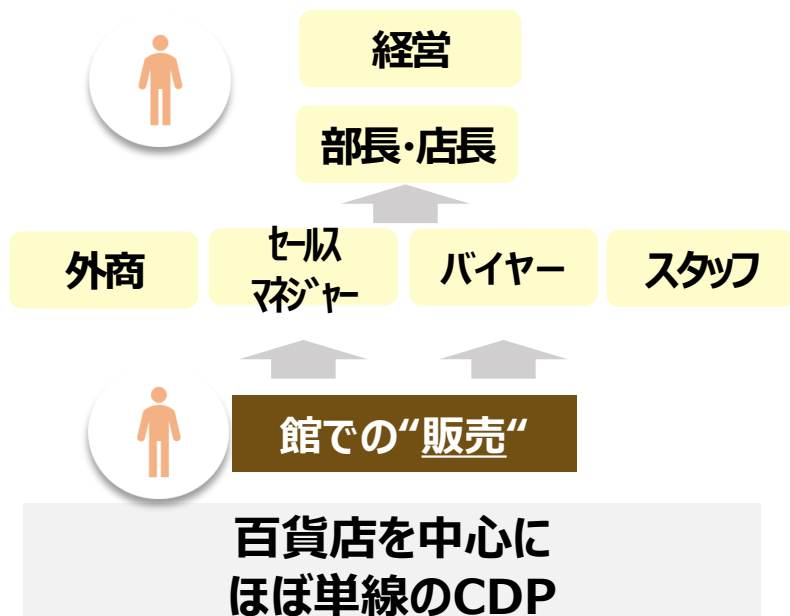 経営
部長・店長
外商
セールス
マネジャー
バイヤー
スタッフ
館での“販売“
百貨店を中心に
ほぼ単線のCDP